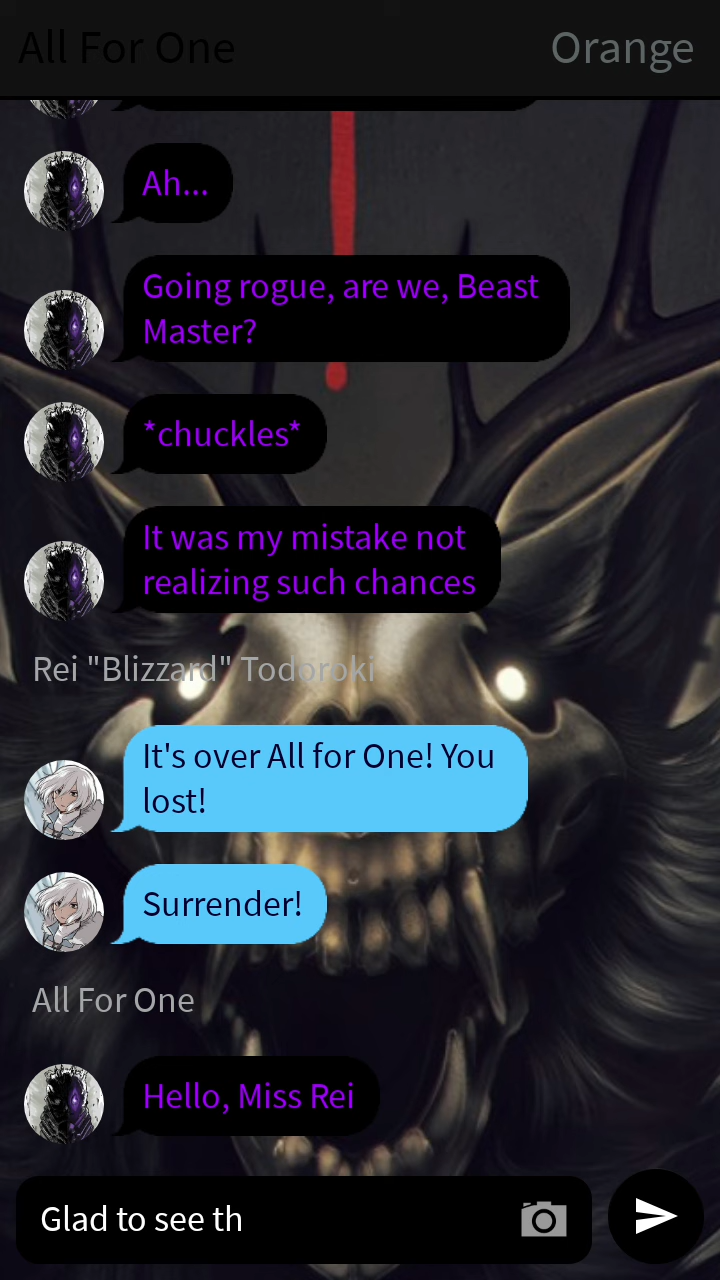 All For One
Orange
Ah...
Going rogue, are we, Beast
Master?
*chuckles*
It was my mistake not
realizing such chances
Rei "Blizzard" Todoroki
It's over All for One! You
lost!
Surrender!
All For One
Hello, Miss Rei
Glad to see th